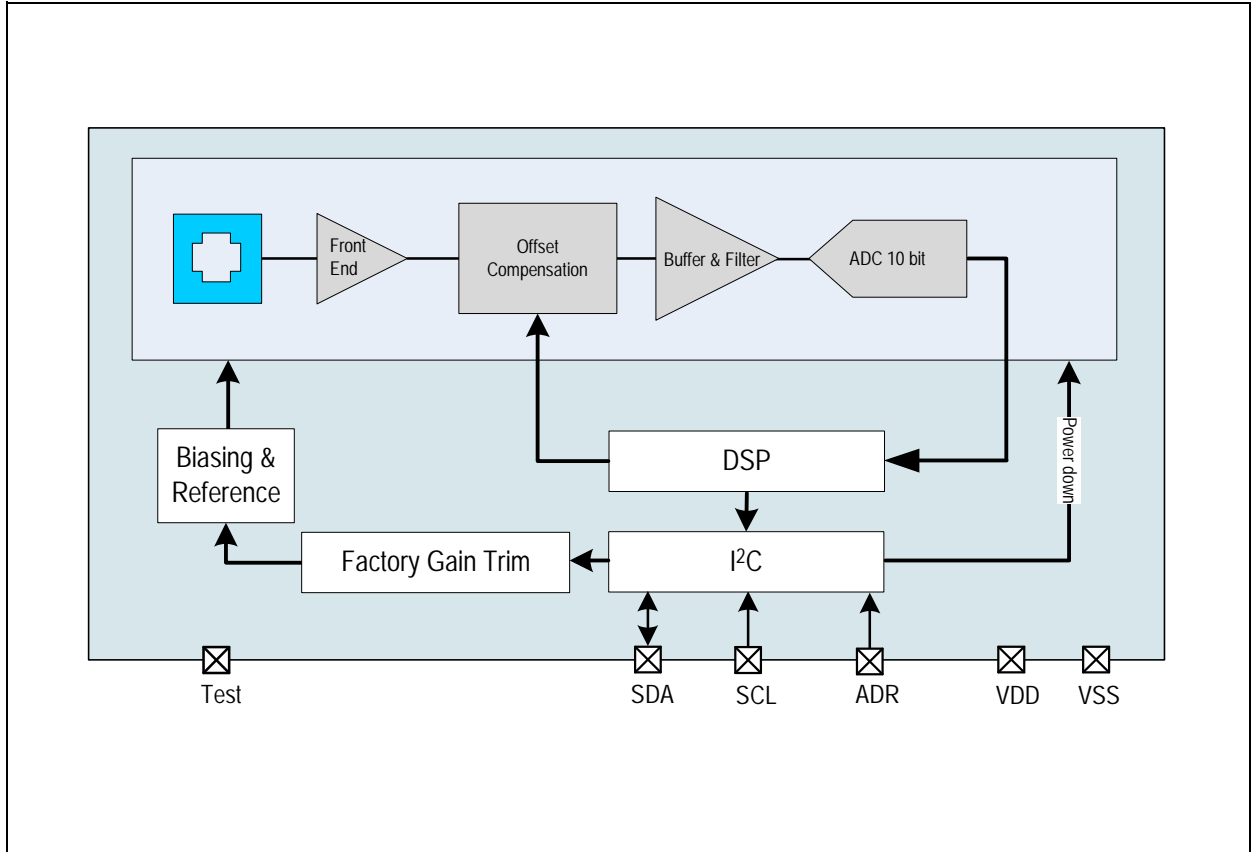 Front
End
Offset
Compensation
Buffer & Filter
ADC 10 bit
Biasing &
Reference
DSP
Power down
Factory Gain Trim
I²C
Test
SDA
SCL
ADR
VDD
VSS